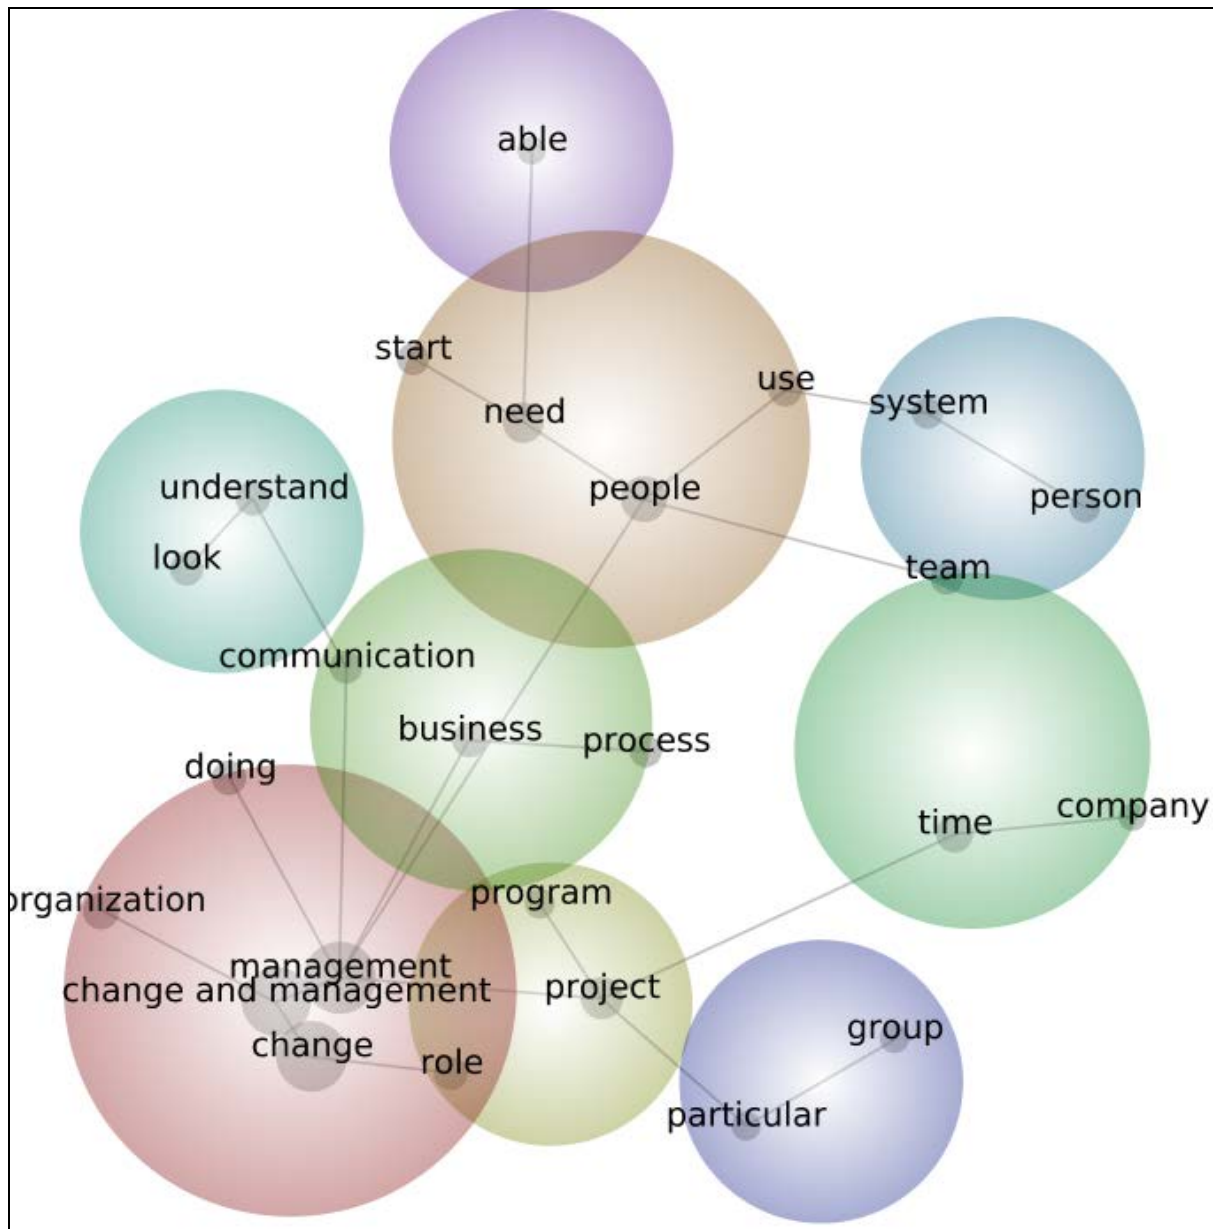 able
start
use
need
system
understand
people
person
look
team
communication
business
process
doing
company
time
program
organization
management
project
change and management
group
change
role
particular